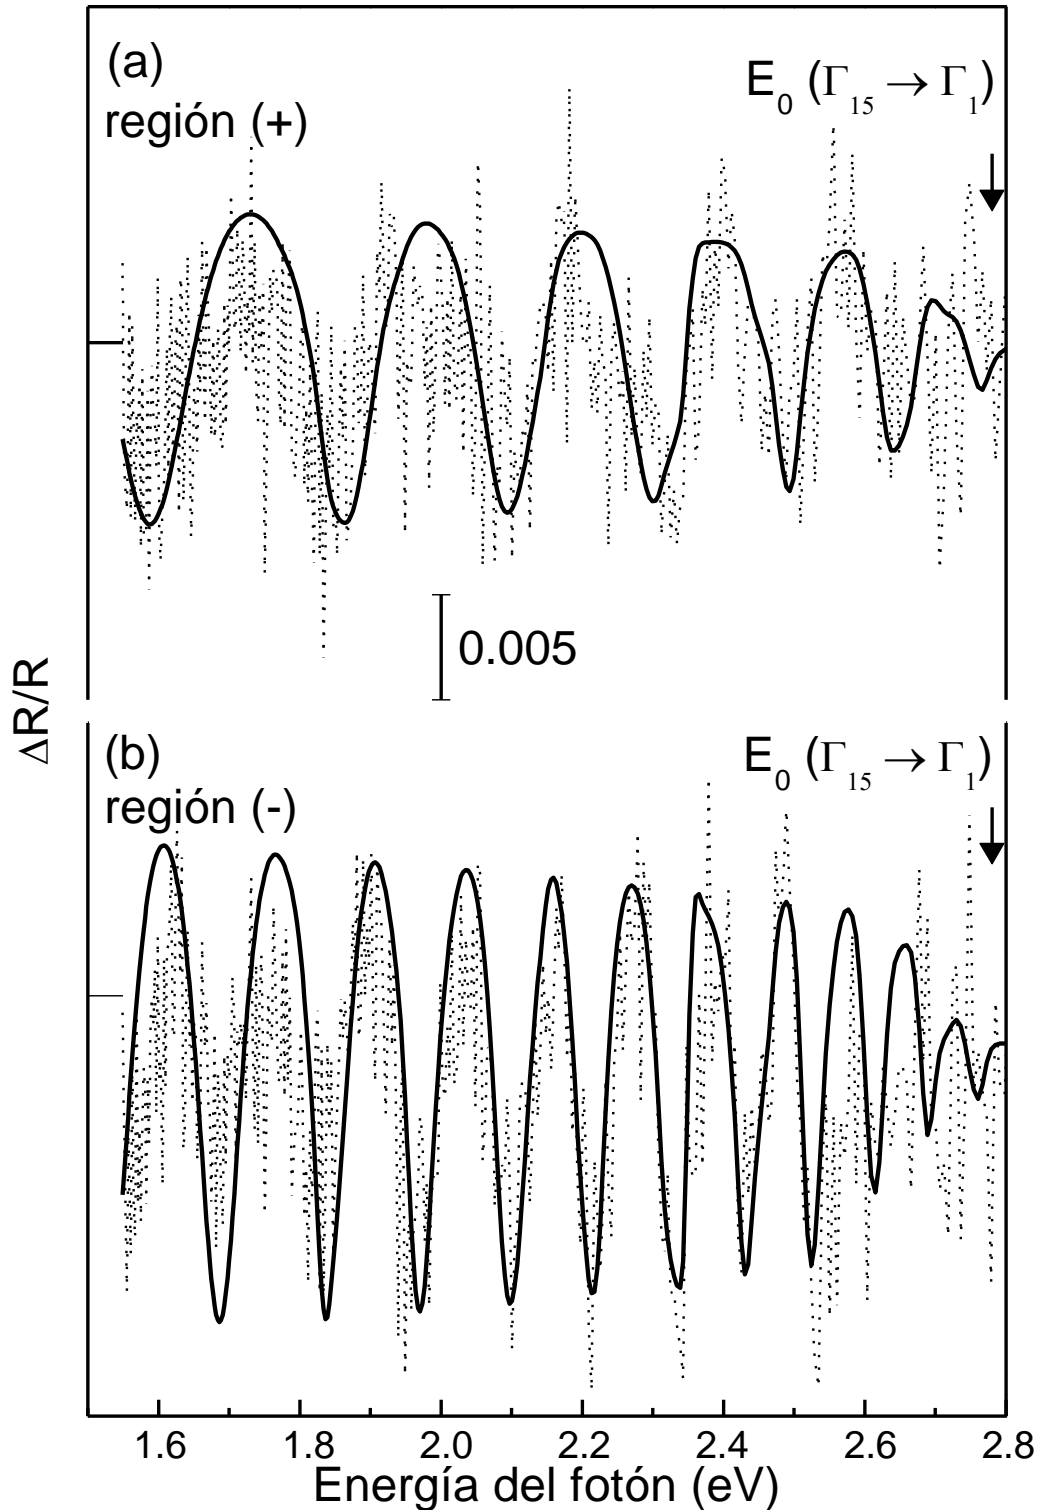 (a)
región (+)
E₀ (Γ₁₅ → Γ₁)
0.005
ΔR/R
(b)
región (-)
E₀ (Γ₁₅ → Γ₁)
1.6 1.8 2.0 2.2 2.4 2.6 2.8
Energía del fotón (eV)